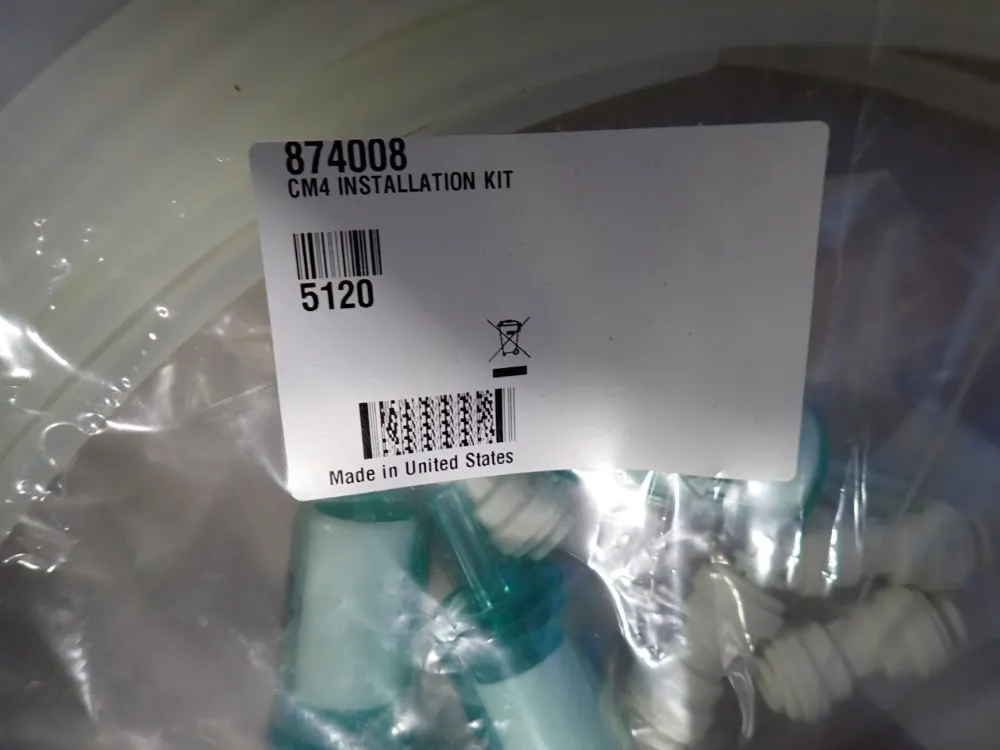 874008
CM4 INSTALLATION KIT
5120
Made in United States